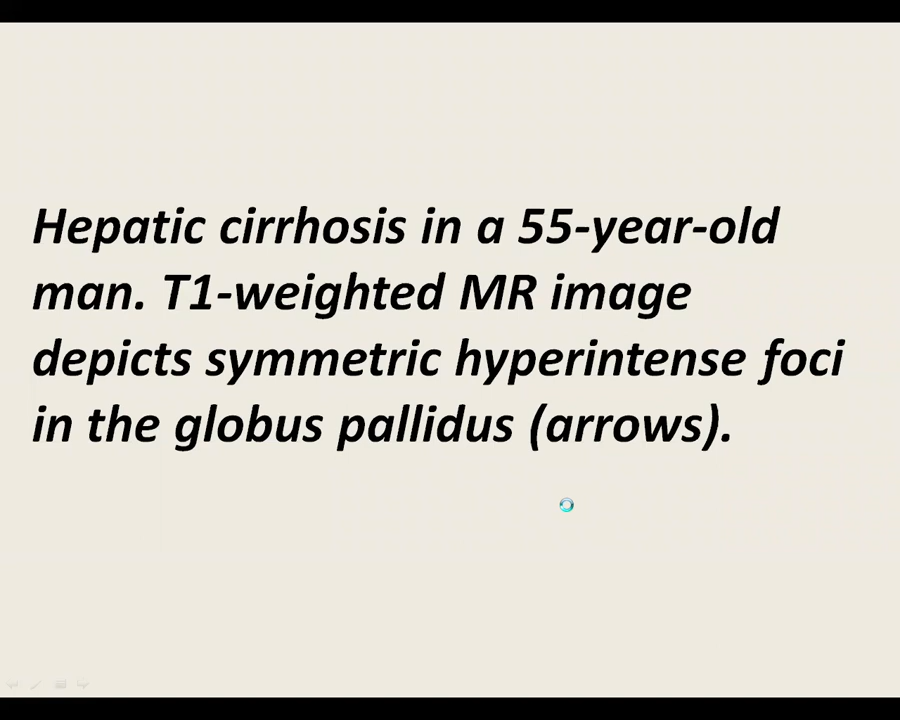 Hepatic cirrhosis in a 55-year-old
man. T1-weighted MR image
depicts symmetric hyperintense foci
in the globus pallidus (arrows).